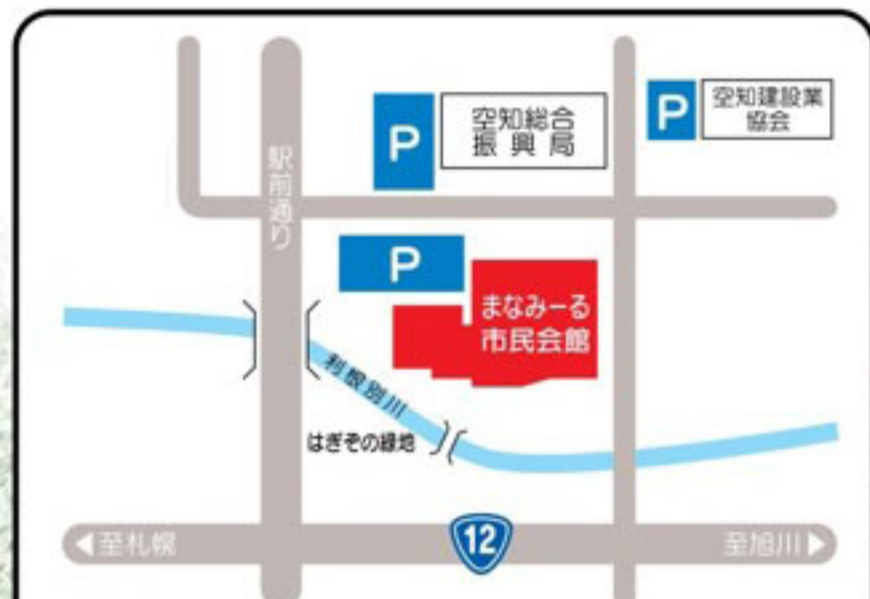 P
空知総合
振興局
P
空知建設業
協会
駅前通り
P
まなみーる
市民会館
利根別川
はぎぞの緑地
◀至札幌
12
至旭川▶